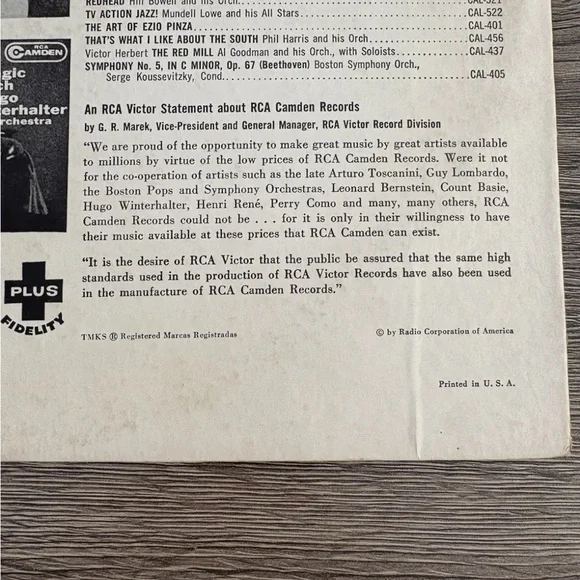 REDHEAD Hill Bowen and his Orch. CAL-521
TV ACTION JAZZ! Mundell Lowe and his All Stars CAL-522
THE ART OF EZIO PINZA CAL-401
THAT'S WHAT I LIKE ABOUT THE SOUTH Phil Harris and his Orch CAL-456
Victor Herbert THE RED MILL Al Goodman and his Orch., with Soloists CAL-437
SYMPHONY No. 5, IN C MINOR, Op. 67 (Beethoven) Boston Symphony Orch.,
Serge Koussevitzky, Cond. CAL-405
RCA
CAMDEN
gic
ch
go
terhalter
orchestra
An RCA Victor Statement about RCA Camden Records
by G. R. Marek, Vice-President and General Manager, RCA Victor Record Division
“We are proud of the opportunity to make great music by great artists available
to millions by virtue of the low prices of RCA Camden Records. Were it not
for the co-operation of artists such as the late Arturo Toscanini, Guy Lombardo,
the Boston Pops and Symphony Orchestras, Leonard Bernstein, Count Basie,
Hugo Winterhalter, Henri René, Perry Como and many, many others, RCA
Camden Records could not be . . . for it is only in their willingness to have
their music available at these prices that RCA Camden can exist.
“It is the desire of RCA Victor that the public be assured that the same high
standards used in the production of RCA Victor Records have also been used
in the manufacture of RCA Camden Records.”
PLUS
FIDELITY
TMKS ® Registered Marcas Registradas
© by Radio Corporation of America
Printed in U. S. A.